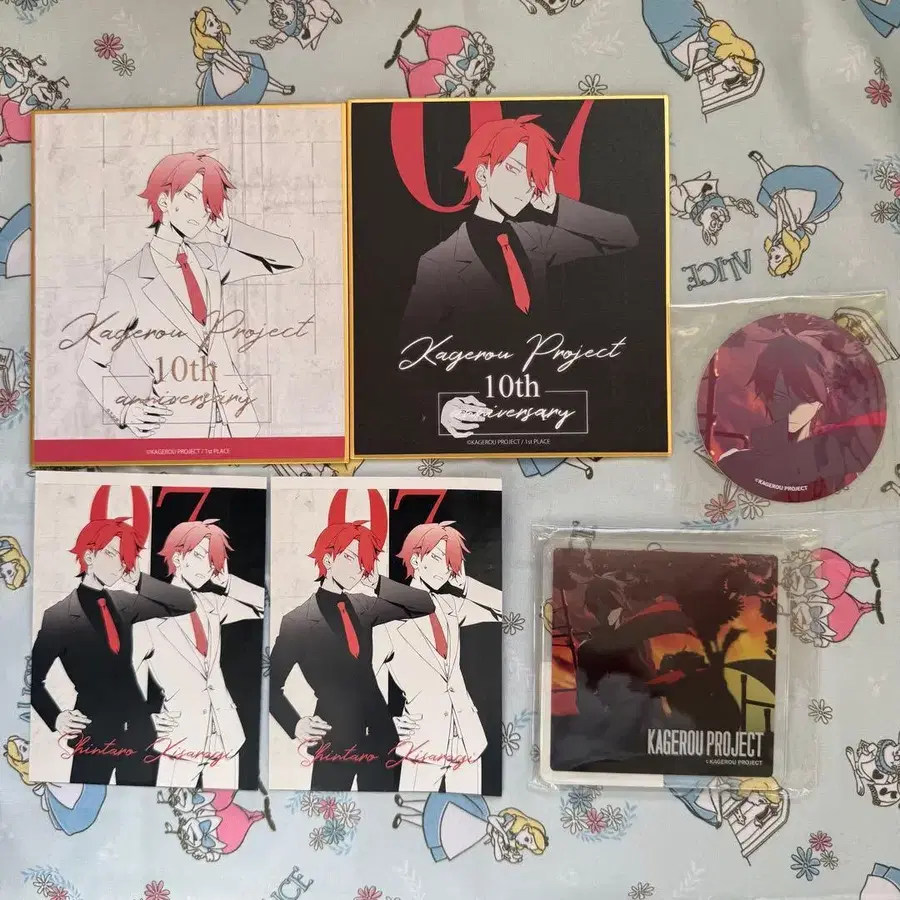 Kagerou Project
10th
anniversary
©KAGEROU PROJECT / 1st PLACE
07
Kagerou Project
10th
anniversary
©KAGEROU PROJECT / 1st PLACE
ALICE
©KAGEROU PROJECT
07
Shintaro Kisaragi
07
Shintaro Kisaragi
KAGEROU PROJECT
©KAGEROU PROJECT